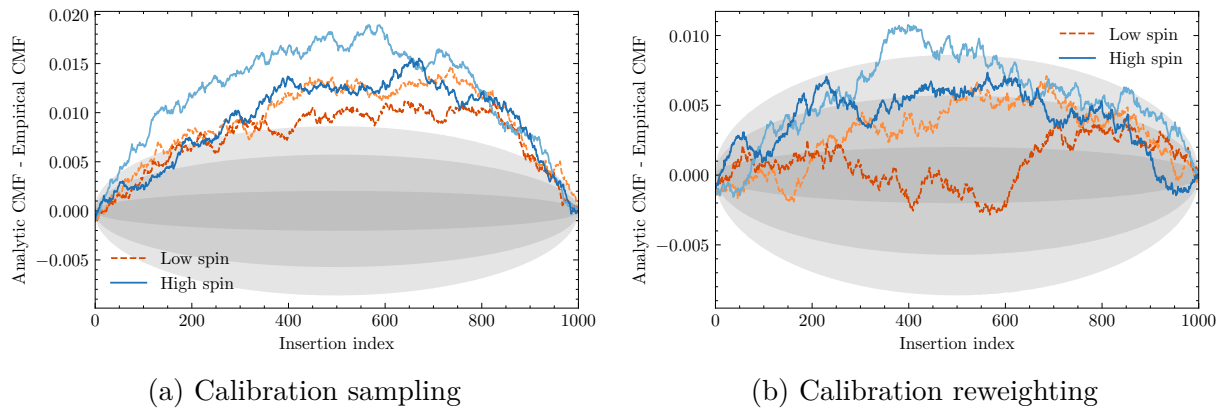 Analytic CMF - Empirical CMF
0.020
0.015
0.010
0.005
0.000
−0.005
Low spin
High spin
0 200 400 600 800 1000
Insertion index
(a) Calibration sampling
Analytic CMF - Empirical CMF
0.010
0.005
0.000
−0.005
Low spin
High spin
0 200 400 600 800 1000
Insertion index
(b) Calibration reweighting